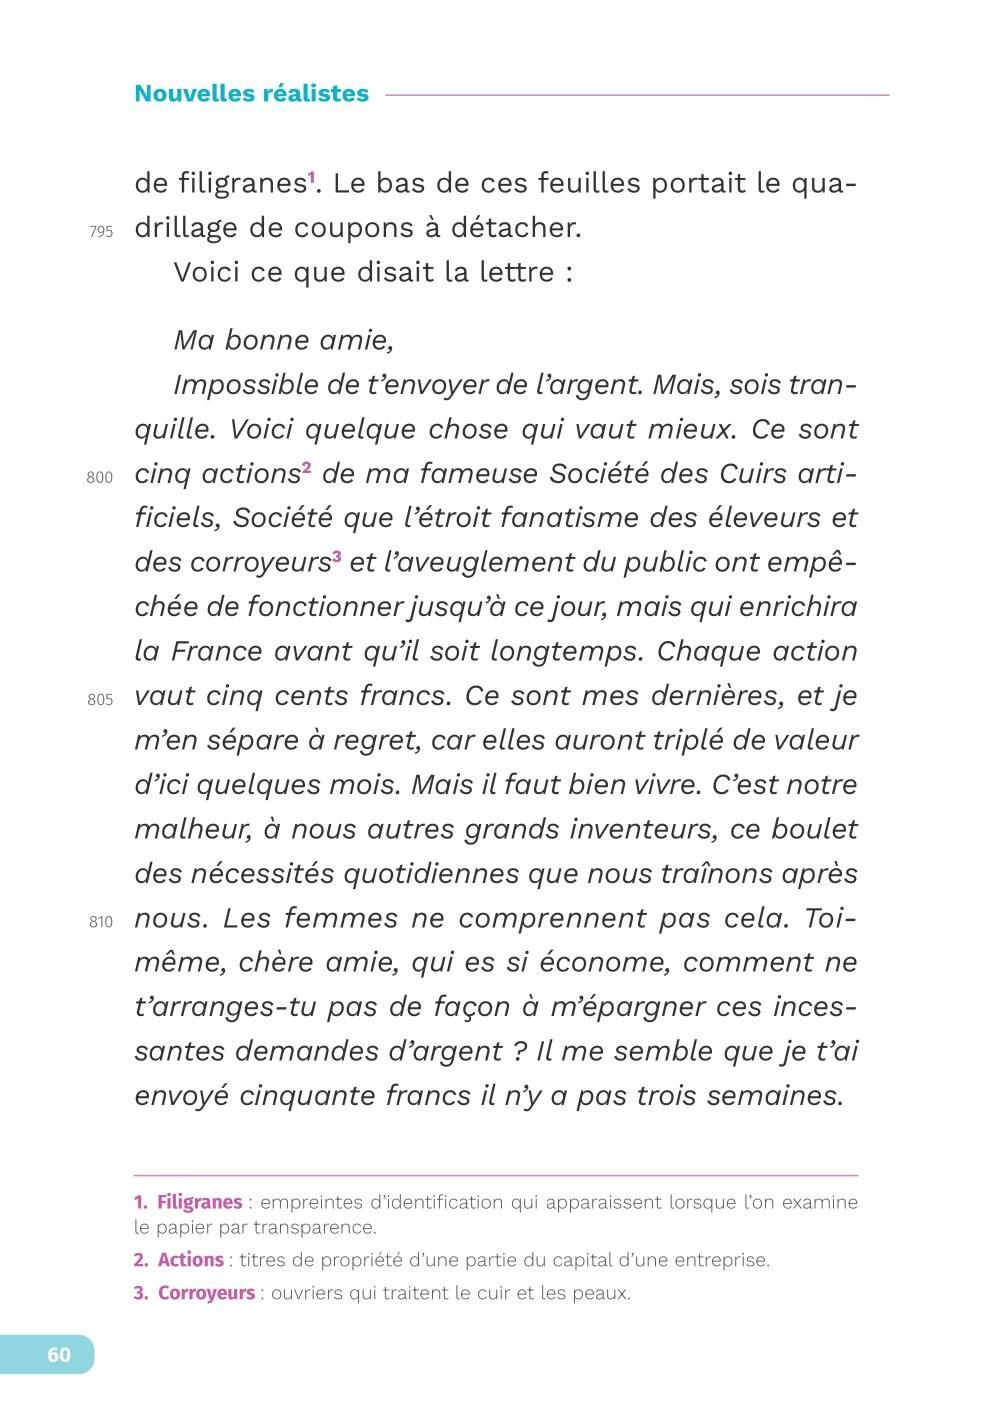 Nouvelles réalistes
de filigranes¹. Le bas de ces feuilles portait le qua-
795 drillage de coupons à détacher.
Voici ce que disait la lettre :
Ma bonne amie,
Impossible de t’envoyer de l’argent. Mais, sois tran-
quille. Voici quelque chose qui vaut mieux. Ce sont
800 cinq actions² de ma fameuse Société des Cuirs arti-
ficiels, Société que l’étroit fanatisme des éleveurs et
des corroyeurs³ et l’aveuglement du public ont empê-
chée de fonctionner jusqu’à ce jour, mais qui enrichira
la France avant qu’il soit longtemps. Chaque action
805 vaut cinq cents francs. Ce sont mes dernières, et je
m’en sépare à regret, car elles auront triplé de valeur
d’ici quelques mois. Mais il faut bien vivre. C’est notre
malheur, à nous autres grands inventeurs, ce boulet
des nécessités quotidiennes que nous traînons après
810 nous. Les femmes ne comprennent pas cela. Toi-
même, chère amie, qui es si économe, comment ne
t’arranges-tu pas de façon à m’épargner ces inces-
santes demandes d’argent ? Il me semble que je t’ai
envoyé cinquante francs il n’y a pas trois semaines.
1. Filigranes : empreintes d’identification qui apparaissent lorsque l’on examine
le papier par transparence.
2. Actions : titres de propriété d’une partie du capital d’une entreprise.
3. Corroyeurs : ouvriers qui traitent le cuir et les peaux.
60